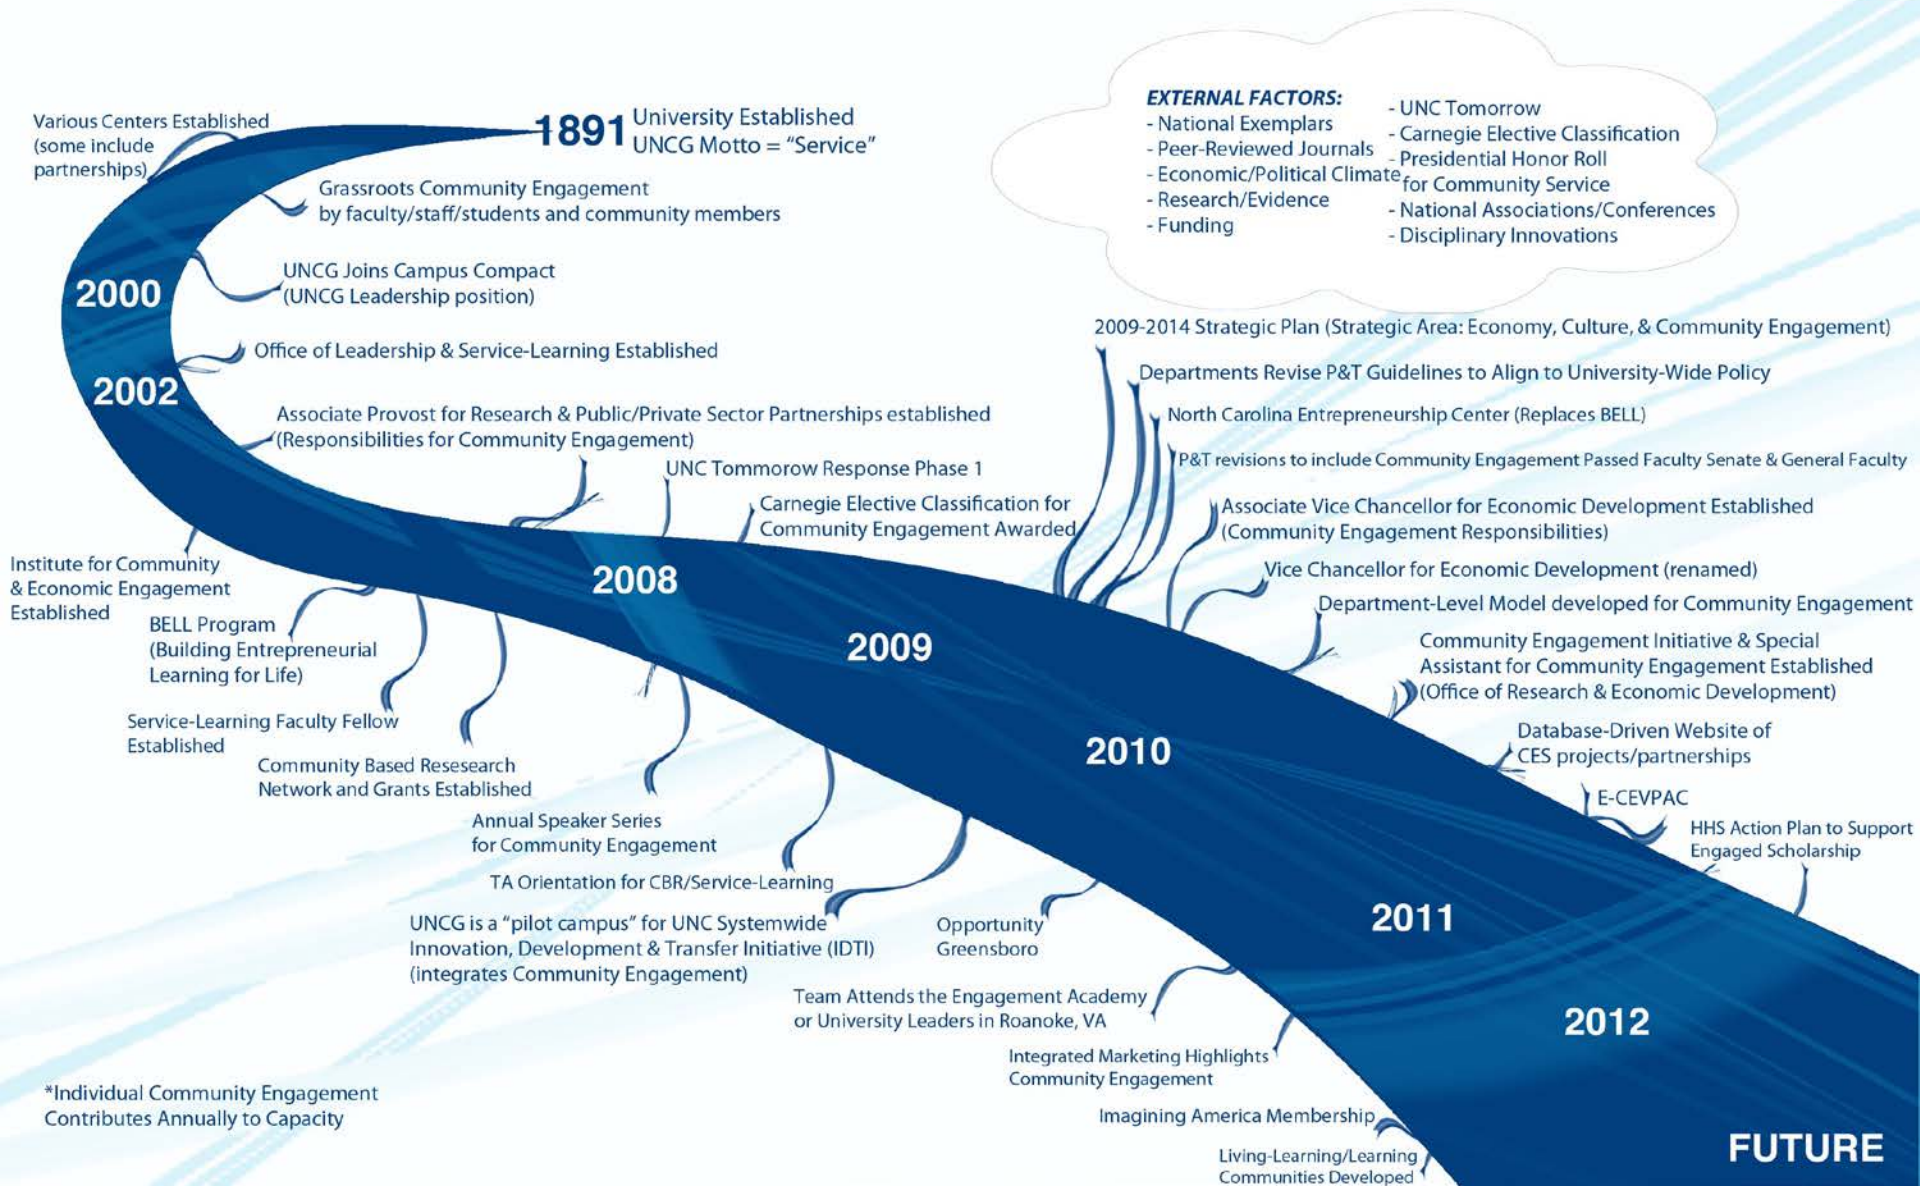 1891
University Established
UNCG Motto = “Service”
Various Centers Established
(some include
partnerships)
Grassroots Community Engagement
by faculty/staff/students and community members
2000
UNCG Joins Campus Compact
(UNCG Leadership position)
Office of Leadership & Service-Learning Established
2002
Associate Provost for Research & Public/Private Sector Partnerships established
(Responsibilities for Community Engagement)
UNC Tommorow Response Phase 1
Carnegie Elective Classification for
Community Engagement Awarded
Institute for Community
& Economic Engagement
Established
BELL Program
(Building Entrepreneurial
Learning for Life)
Service-Learning Faculty Fellow
Established
Community Based Resesearch
Network and Grants Established
2008
Annual Speaker Series
for Community Engagement
TA Orientation for CBR/Service-Learning
UNCG is a “pilot campus” for UNC Systemwide
Innovation, Development & Transfer Initiative (IDTI)
(integrates Community Engagement)
2009
EXTERNAL FACTORS:
- National Exemplars
- Peer-Reviewed Journals
- Economic/Political Climate
- Research/Evidence
- Funding
- UNC Tomorrow
- Carnegie Elective Classification
- Presidential Honor Roll
for Community Service
- National Associations/Conferences
- Disciplinary Innovations
2009-2014 Strategic Plan (Strategic Area: Economy, Culture, & Community Engagement)
Departments Revise P&T Guidelines to Align to University-Wide Policy
North Carolina Entrepreneurship Center (Replaces BELL)
P&T revisions to include Community Engagement Passed Faculty Senate & General Faculty
Associate Vice Chancellor for Economic Development Established
(Community Engagement Responsibilities)
Vice Chancellor for Economic Development (renamed)
Department-Level Model developed for Community Engagement
Community Engagement Initiative & Special
Assistant for Community Engagement Established
(Office of Research & Economic Development)
Database-Driven Website of
CES projects/partnerships
E-CEVPAC
HHS Action Plan to Support
Engaged Scholarship
2010
Opportunity
Greensboro
Team Attends the Engagement Academy
or University Leaders in Roanoke, VA
2011
Integrated Marketing Highlights
Community Engagement
Imagining America Membership
Living-Learning/Learning
Communities Developed
2012
FUTURE
*Individual Community Engagement
Contributes Annually to Capacity